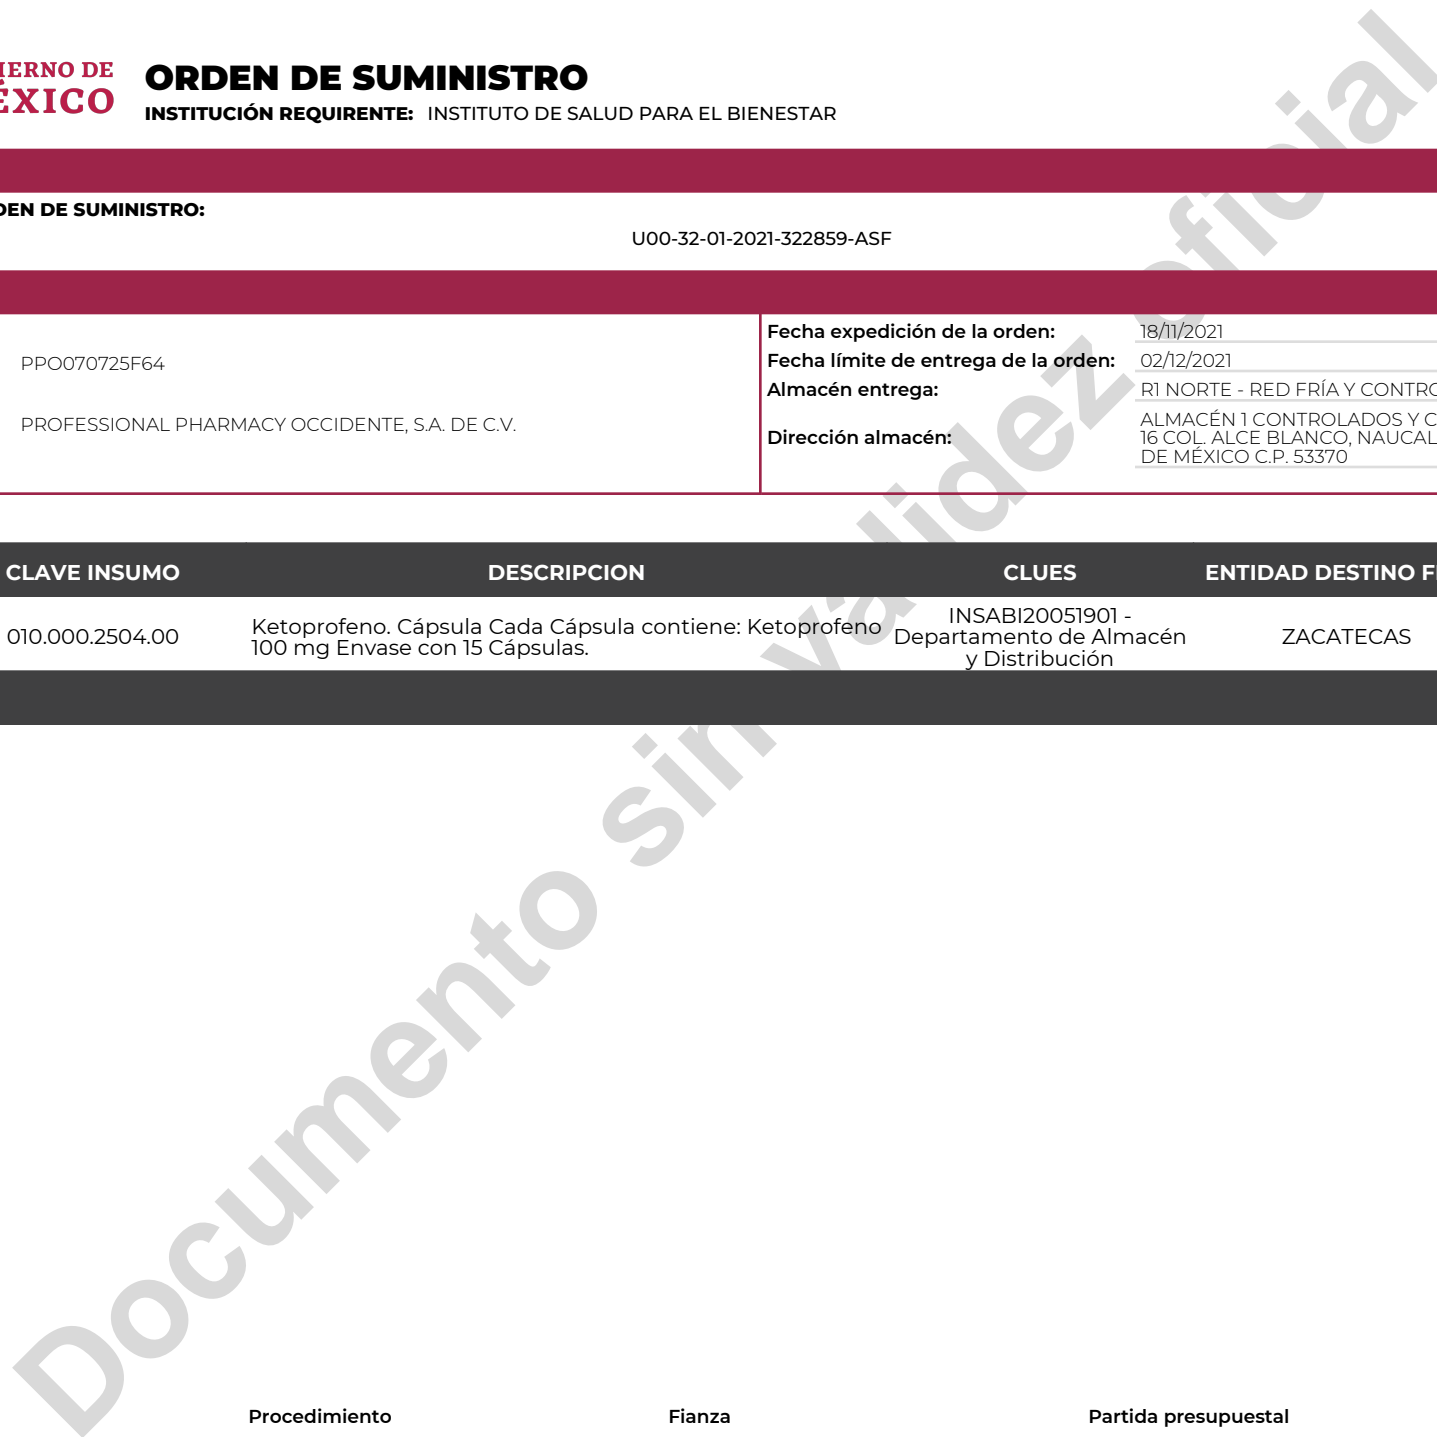 IERNO DE
ÉXICO
ORDEN DE SUMINISTRO
INSTITUCIÓN REQUIRENTE: INSTITUTO DE SALUD PARA EL BIENESTAR
DEN DE SUMINISTRO:
U00-32-01-2021-322859-ASF
PPO070725F64
PROFESSIONAL PHARMACY OCCIDENTE, S.A. DE C.V.
Fecha expedición de la orden: 18/11/2021
Fecha límite de entrega de la orden: 02/12/2021
Almacén entrega: R1 NORTE - RED FRÍA Y CONTRO
Dirección almacén:
ALMACÉN 1 CONTROLADOS Y C
16 COL. ALCE BLANCO, NAUCAL
DE MÉXICO C.P. 53370
CLAVE INSUMO DESCRIPCION CLUES ENTIDAD DESTINO F
010.000.2504.00
Ketoprofeno. Cápsula Cada Cápsula contiene: Ketoprofeno
100 mg Envase con 15 Cápsulas.
INSABI20051901 -
Departamento de Almacén
y Distribución
ZACATECAS
Documento sin validez oficial
Procedimiento Fianza Partida presupuestal